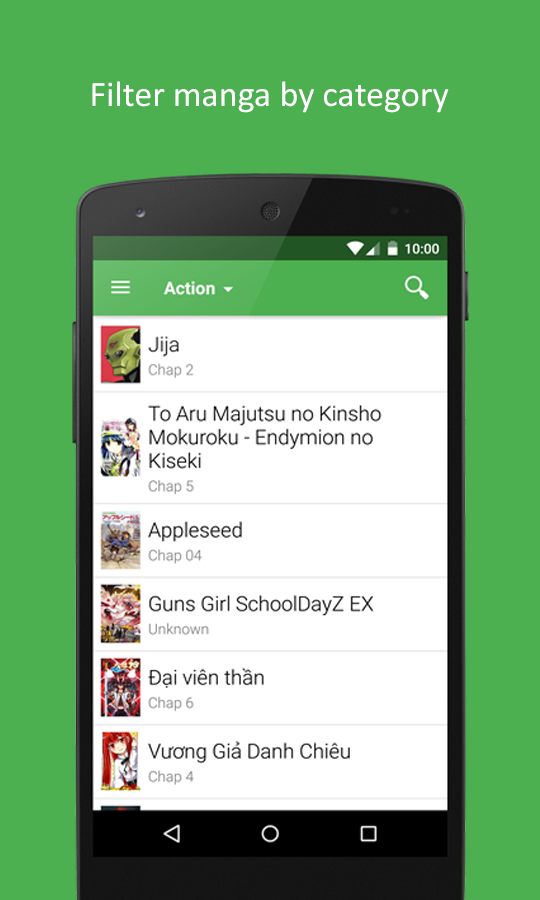 Filter manga by category
10:00
Action
Jija
Chap 2
To Aru Majutsu no Kinsho
Mokuroku - Endymion no
Kiseki
Chap 5
Appleseed
Chap 04
Guns Girl SchoolDayZ EX
Unknown
Đại viên thần
Chap 6
Vương Giả Danh Chiêu
Chap 4